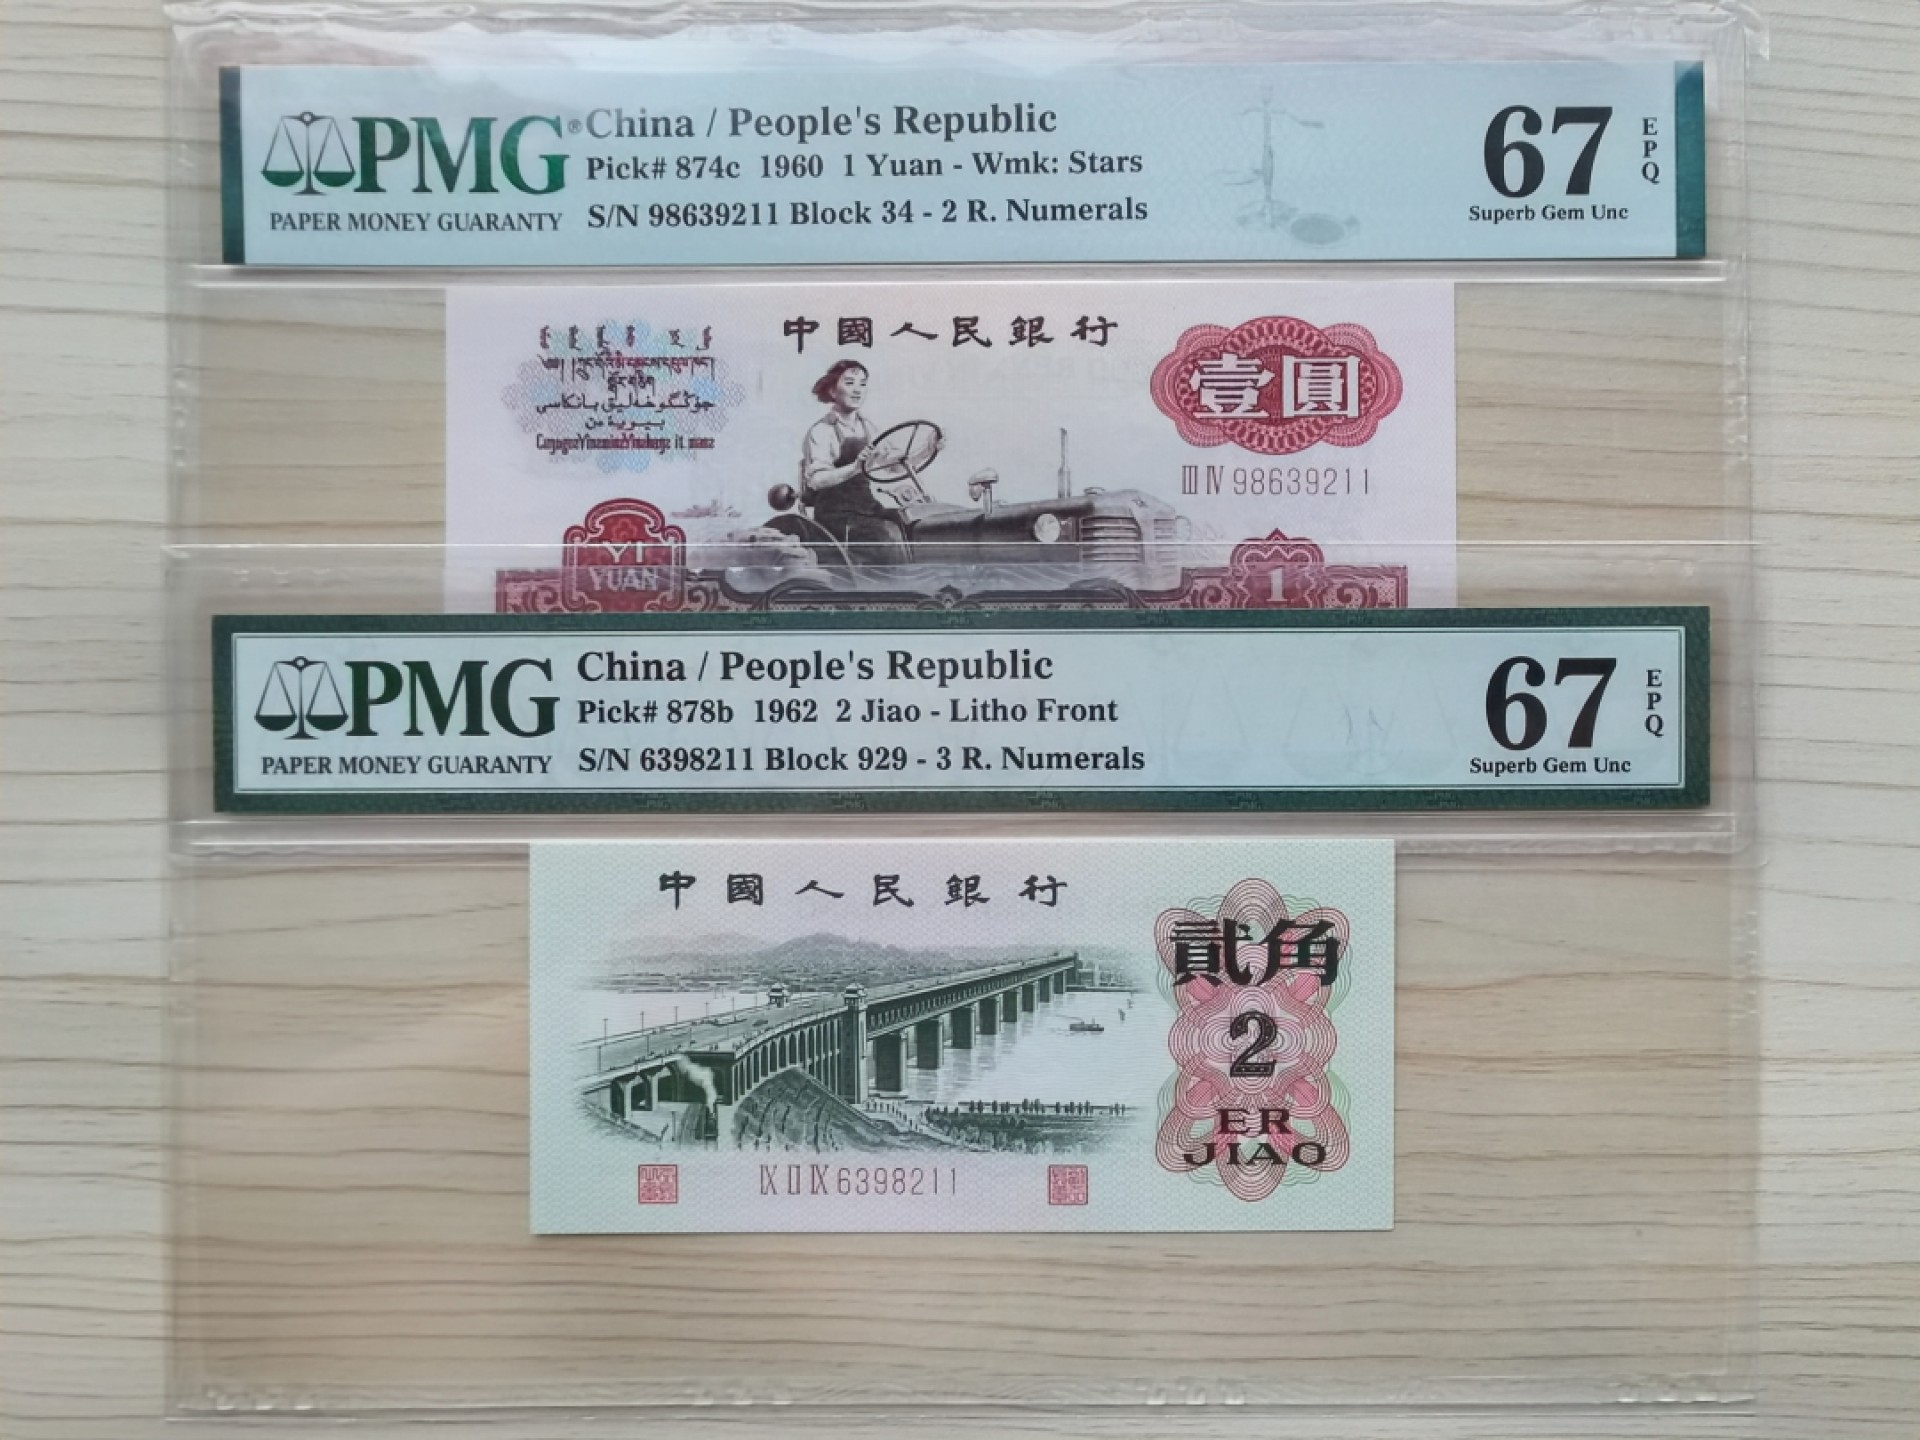 PMG®
PAPER MONEY GUARANTY
China / People's Republic
Pick# 874c 1960 1 Yuan - Wmk: Stars
S/N 98639211 Block 34 - 2 R. Numerals
67
EPQ
Superb Gem Unc
中國人民銀行
壹圓
ⅢⅣ 98639211
YI
YUAN
1
PMG
PAPER MONEY GUARANTY
China / People's Republic
Pick# 878b 1962 2 Jiao - Litho Front
S/N 6398211 Block 929 - 3 R. Numerals
67
EPQ
Superb Gem Unc
中國人民銀行
貳角
2
ER
JIAO
ⅨⅡⅨ 6398211